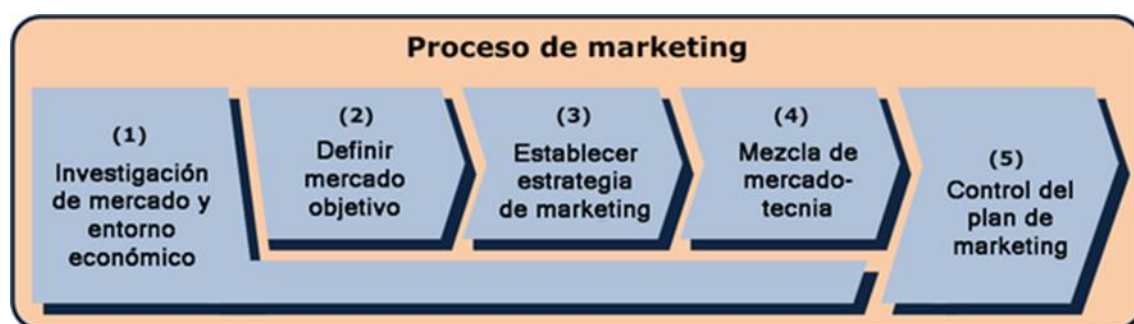 Proceso de marketing
(1)
Investigación
de mercado y
entorno
económico
(2)
Definir
mercado
objetivo
(3)
Establecer
estrategia
de marketing
(4)
Mezcla de
mercado-
tecnia
(5)
Control del
plan de
marketing